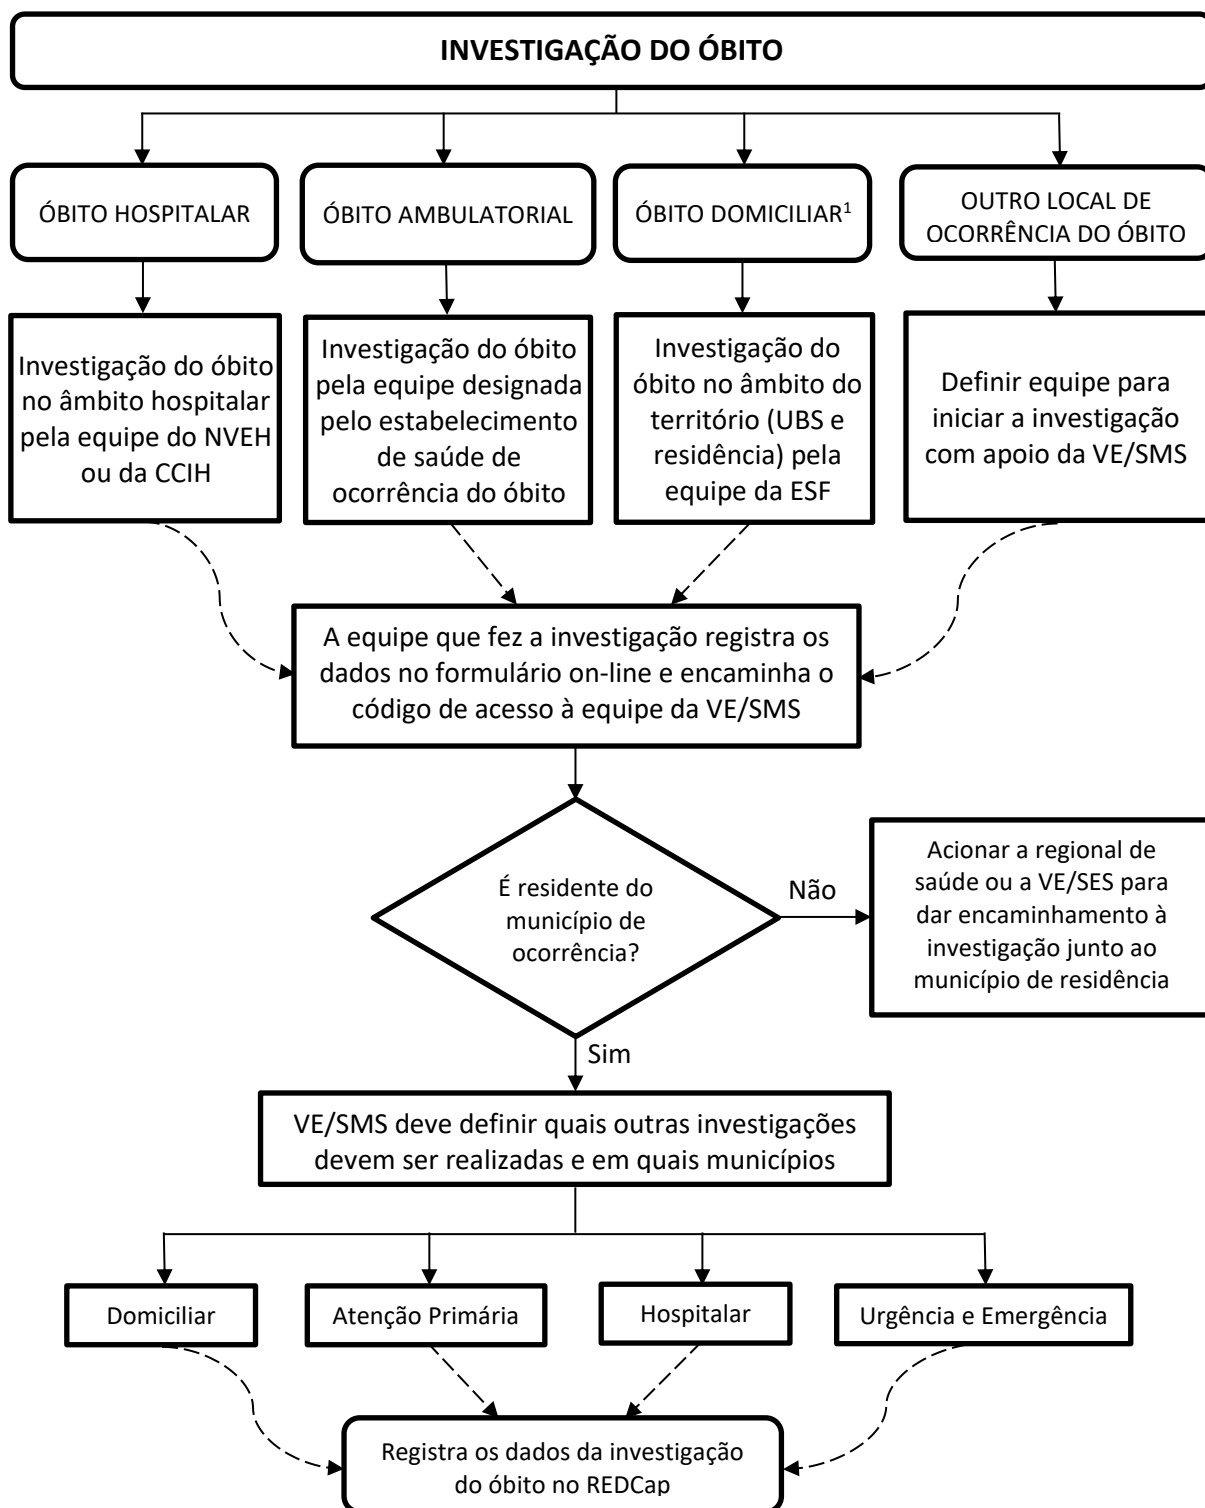 INVESTIGAÇÃO DO ÓBITO
ÓBITO HOSPITALAR
ÓBITO AMBULATORIAL
ÓBITO DOMICILIAR¹
OUTRO LOCAL DE
OCORRÊNCIA DO ÓBITO
Investigação do óbito
no âmbito hospitalar
pela equipe do NVEH
ou da CCIH
Investigação do óbito
pela equipe designada
pelo estabelecimento
de saúde de
ocorrência do óbito
Investigação do
óbito no âmbito do
território (UBS e
residência) pela
equipe da ESF
Definir equipe para
iniciar a investigação
com apoio da VE/SMS
A equipe que fez a investigação registra os
dados no formulário on-line e encaminha o
código de acesso à equipe da VE/SMS
É residente do
município de
ocorrência?
Não
Acionar a regional de
saúde ou a VE/SES para
dar encaminhamento à
investigação junto ao
município de residência
Sim
VE/SMS deve definir quais outras investigações
devem ser realizadas e em quais municípios
Domiciliar
Atenção Primária
Hospitalar
Urgência e Emergência
Registra os dados da investigação
do óbito no REDCap